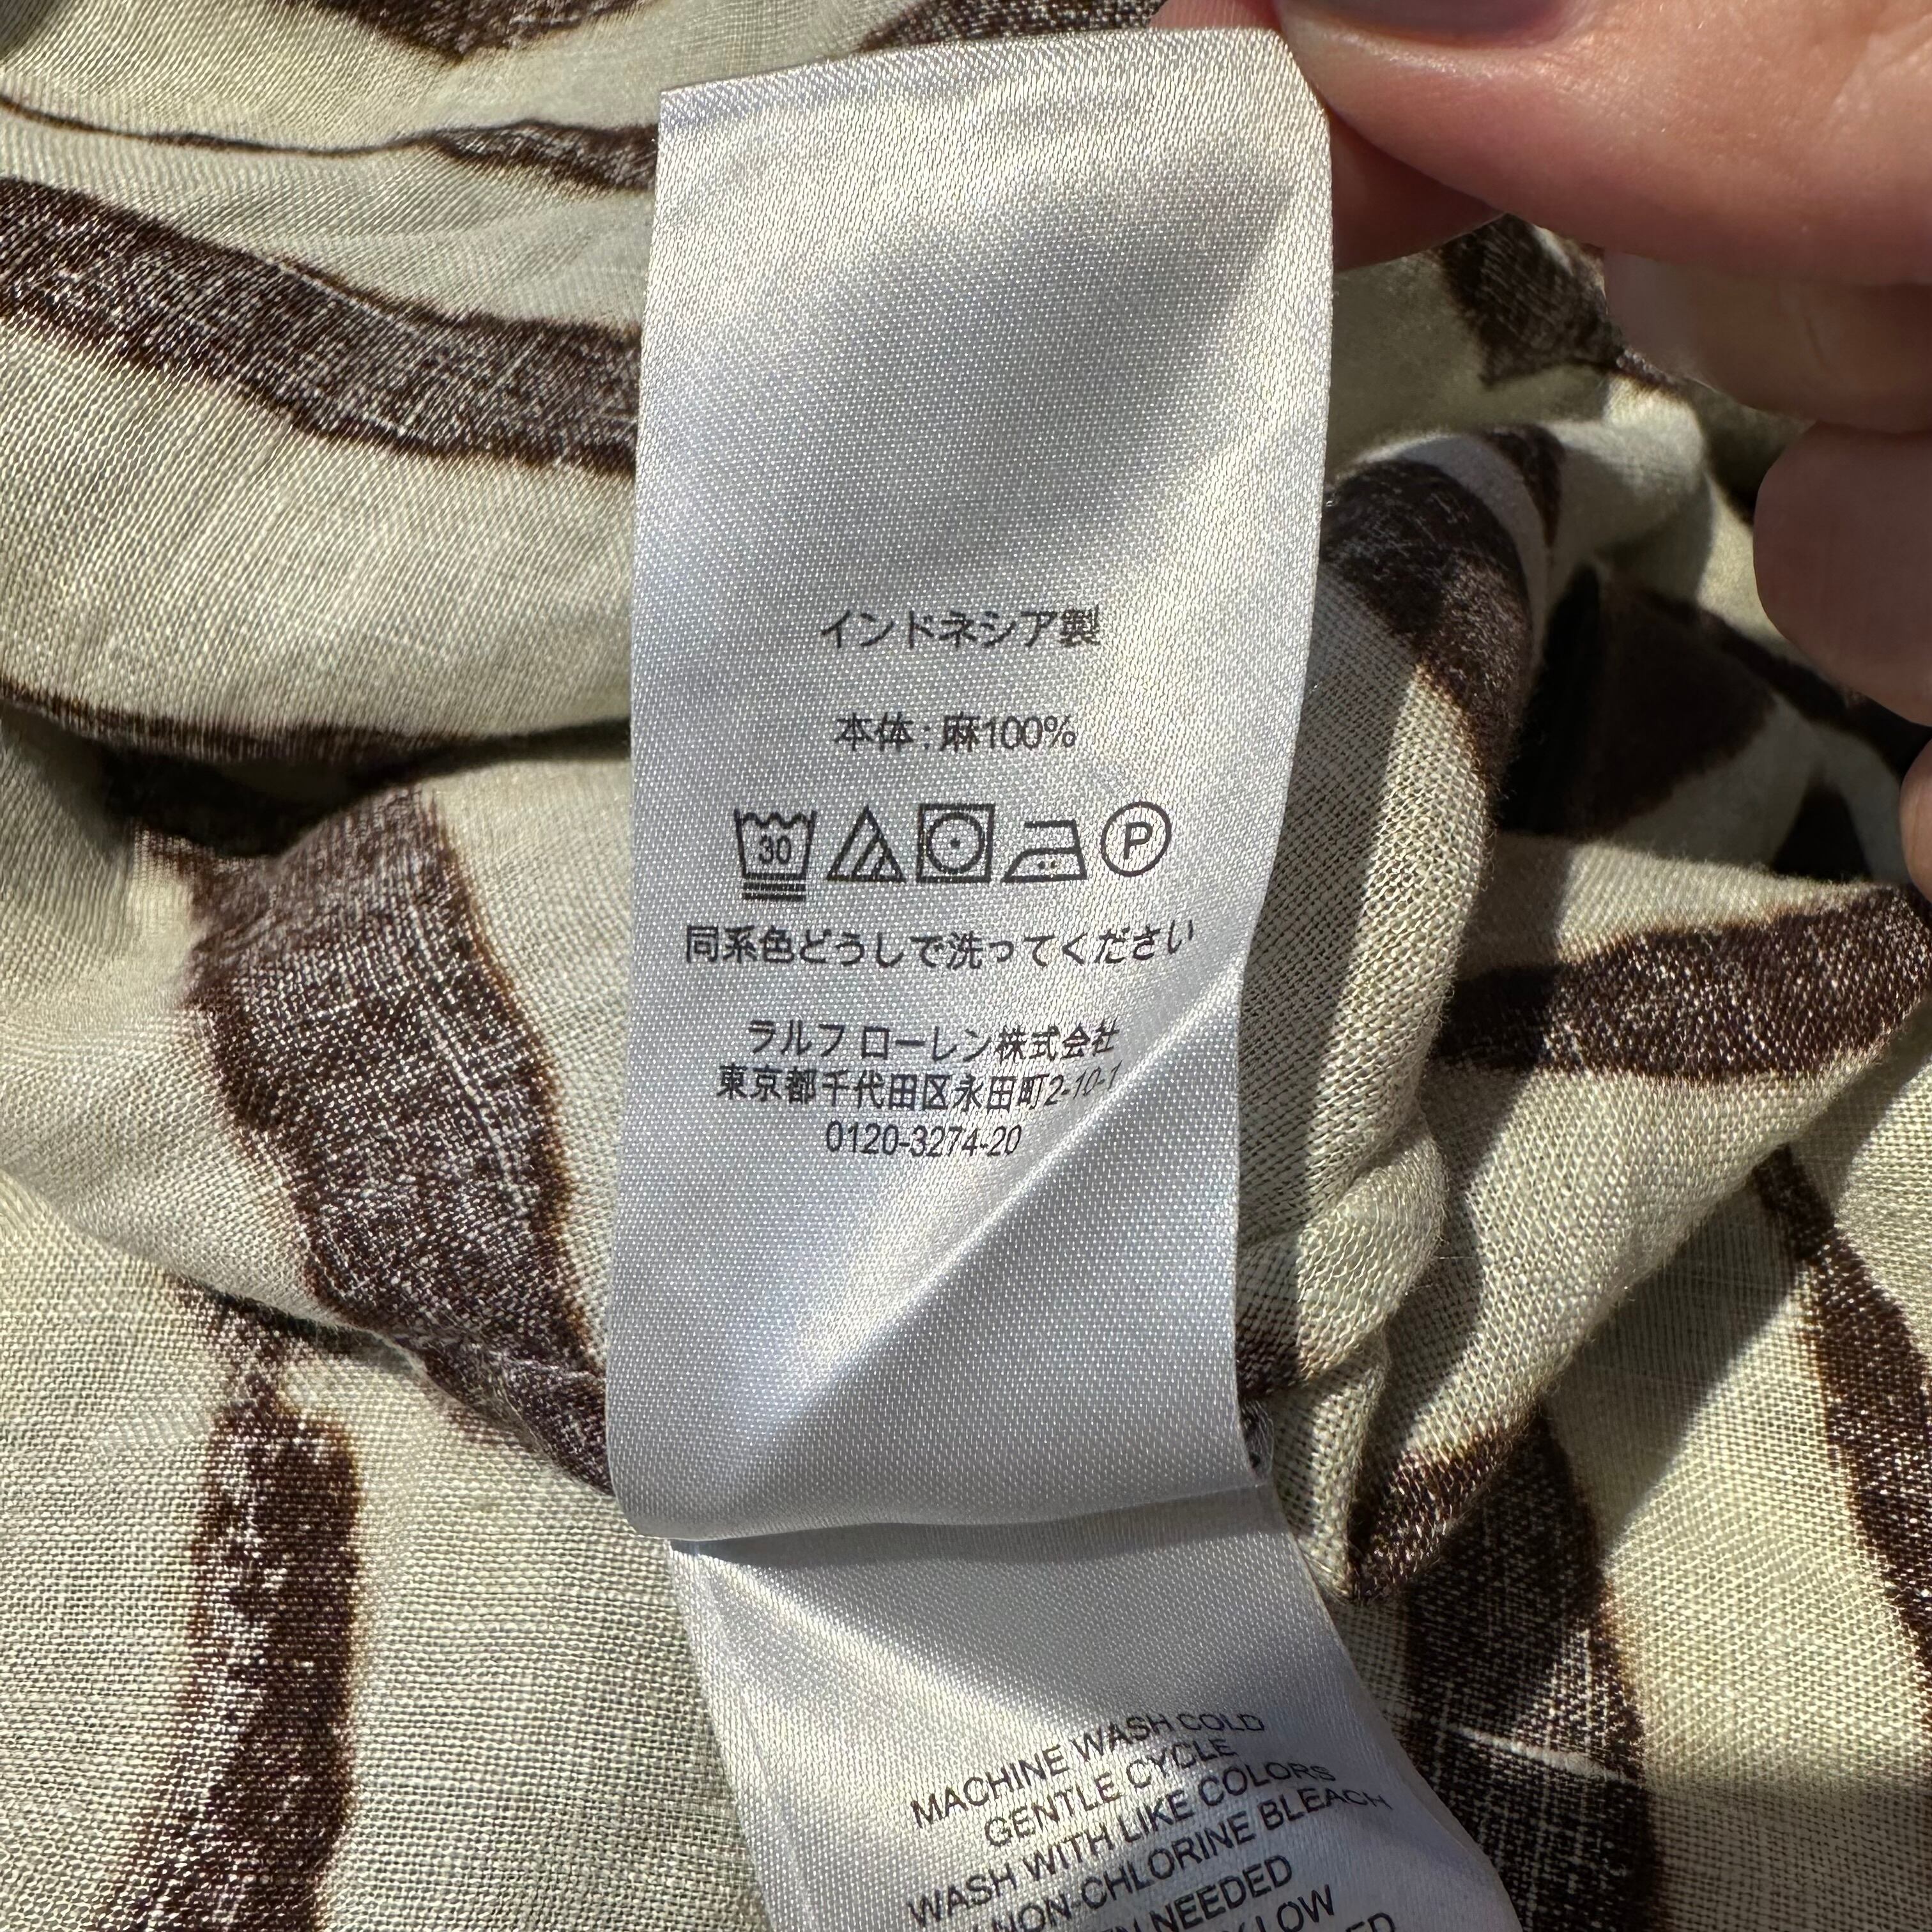 インドネシア製
本体:麻100%
30 P
同系色どうしで洗ってください
ラルフ ローレン株式会社
東京都千代田区永田町2-10-1
0120-3274-20
MACHINE WASH COLD
GENTLE CYCLE
WASH WITH LIKE COLORS
NON-CHLORINE BLEACH
NEEDED
LOW